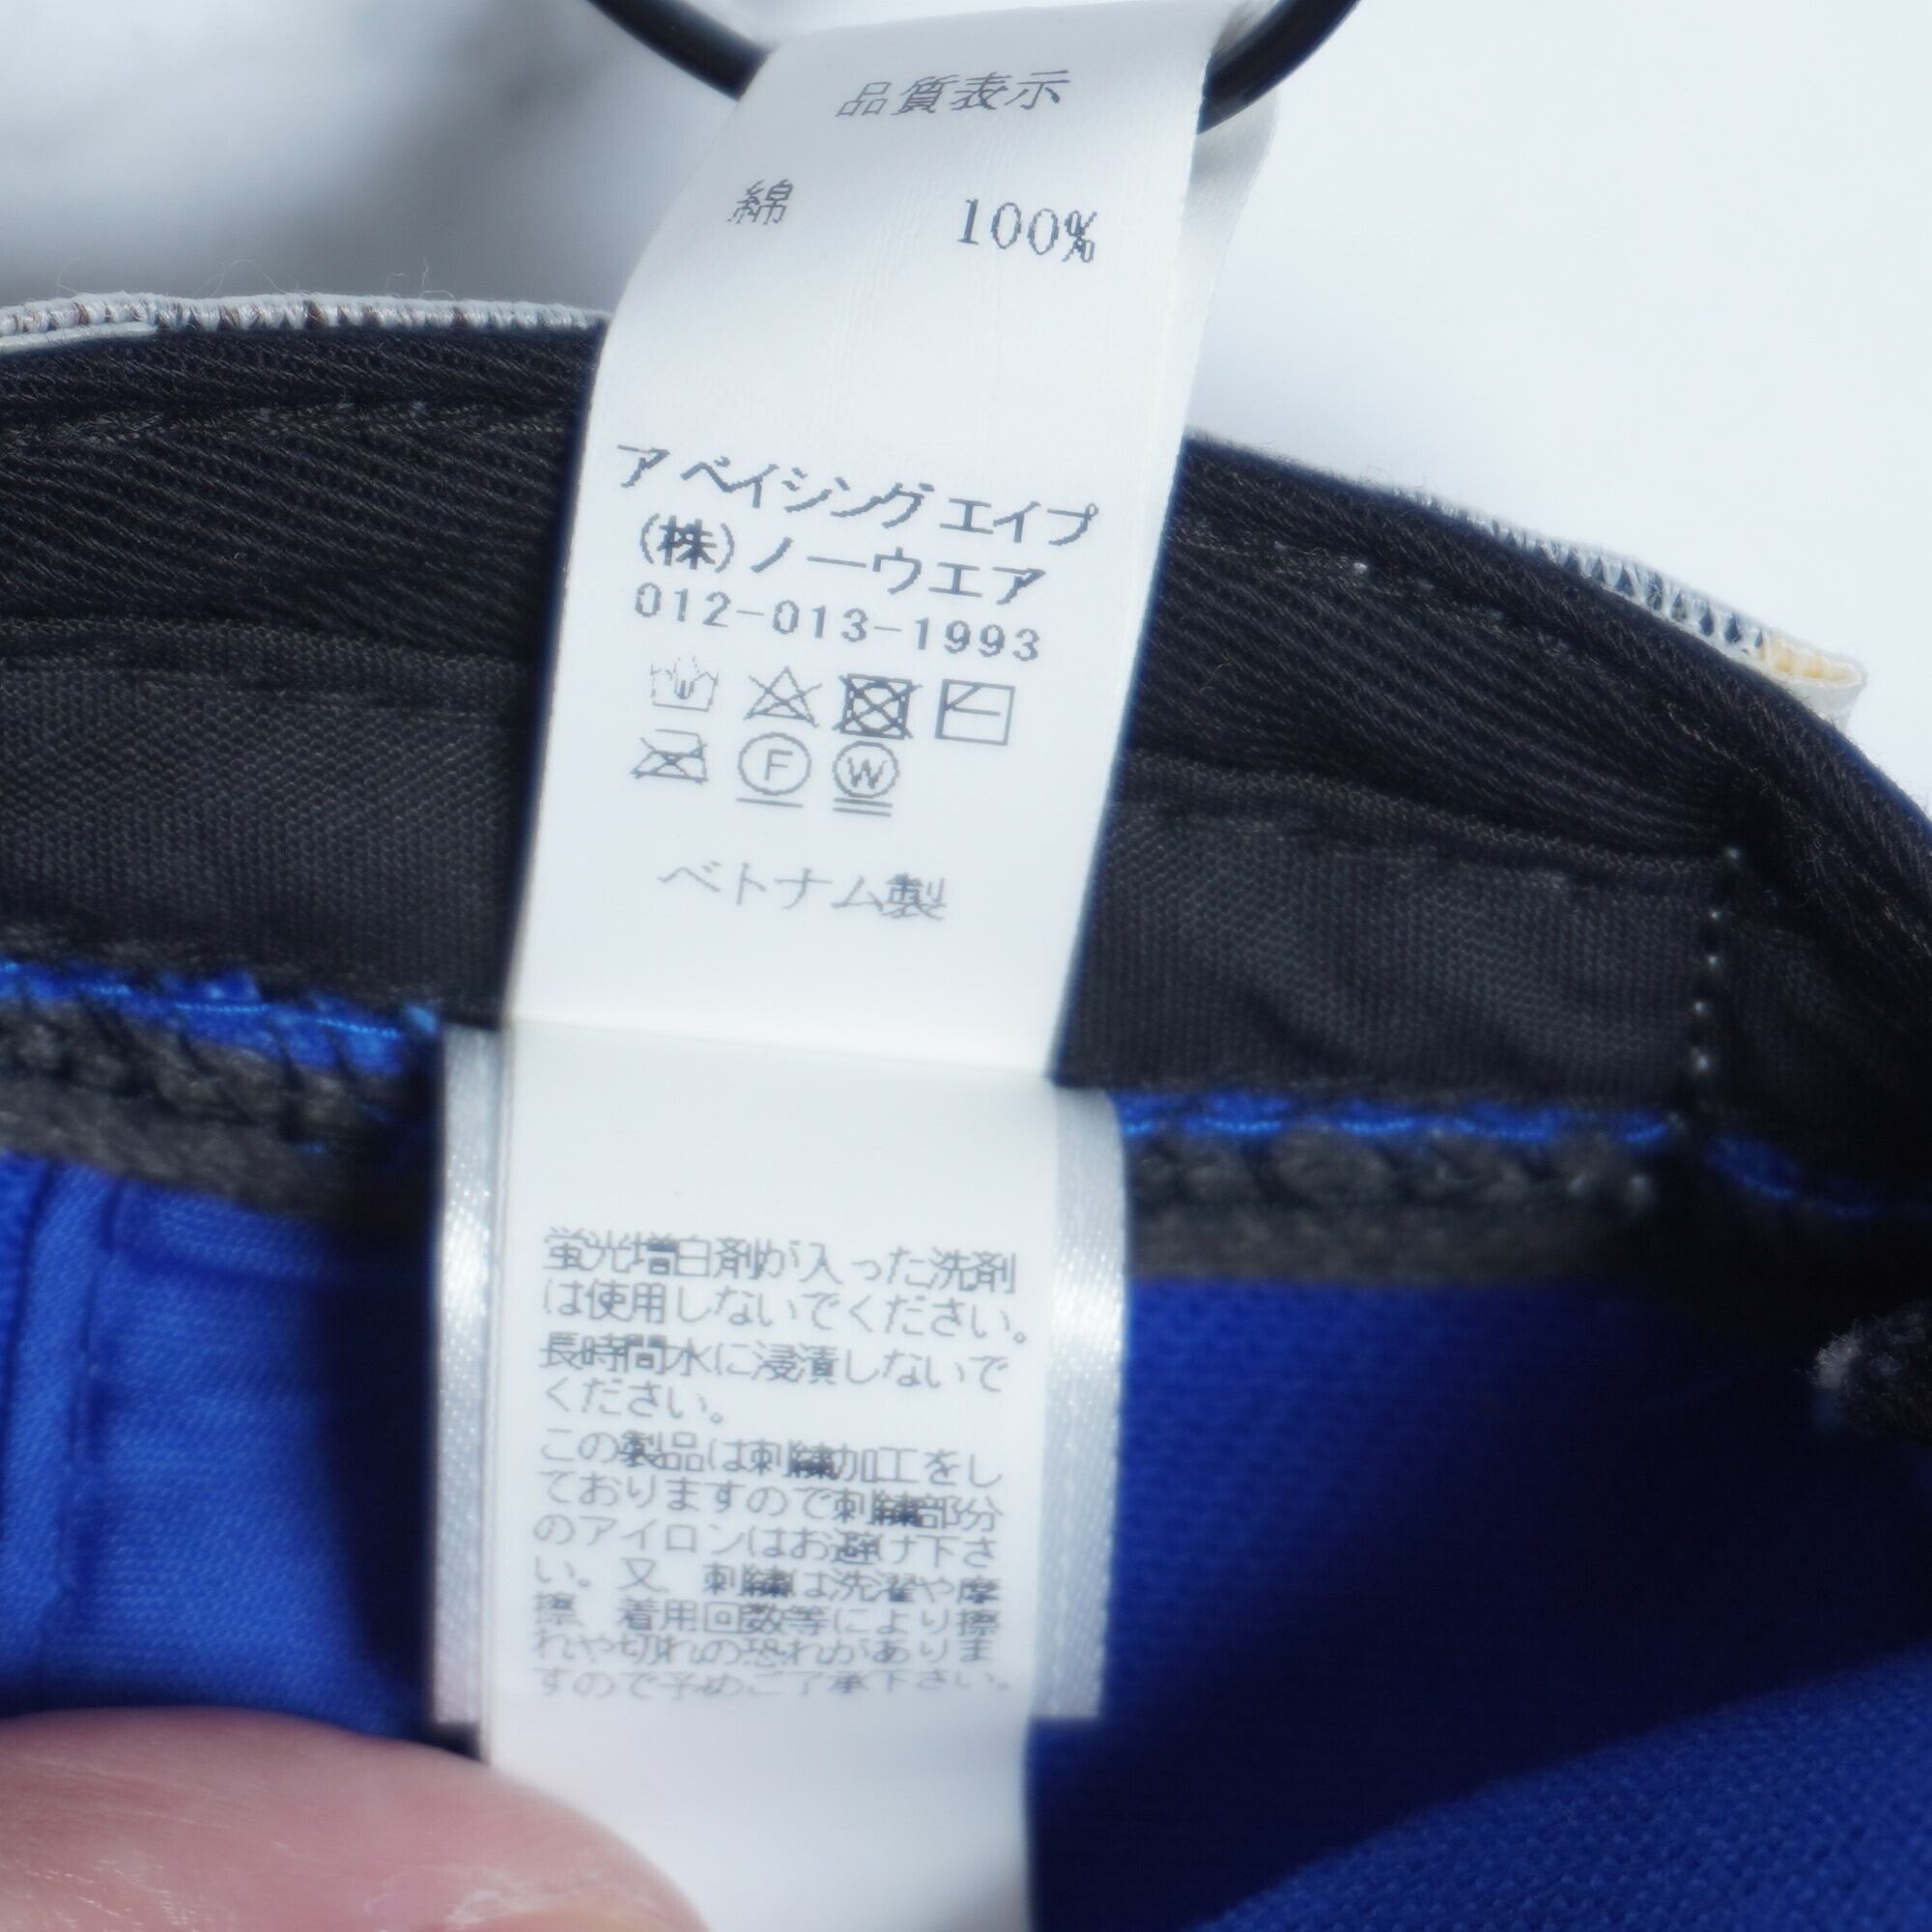 品質表示
綿 100%
ア ベイシング エイプ
(株)ノーウエア
012-013-1993
F W
ベトナム製
蛍光増白剤が入った洗剤
は使用しないでください。
長時間水に浸漬しないで
ください。
この製品は刺繍加工をし
ておりますので刺繍部分
のアイロンはお避け下さ
い。又、刺繍は洗濯や摩
擦、着用回数等により擦
れや切れの恐れがありま
すので予めご了承下さい。